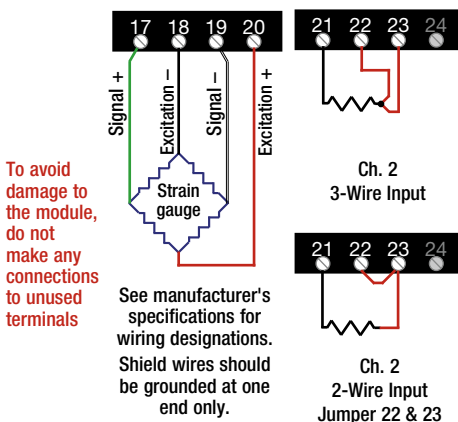 17 18 19 20
Signal +
Excitation –
Signal –
Excitation +
Strain
gauge
To avoid
damage to
the module,
do not
make any
connections
to unused
terminals
See manufacturer's
specifications for
wiring designations.
Shield wires should
be grounded at one
end only.
21 22 23 24
Ch. 2
3-Wire Input
21 22 23 24
Ch. 2
2-Wire Input
Jumper 22 & 23